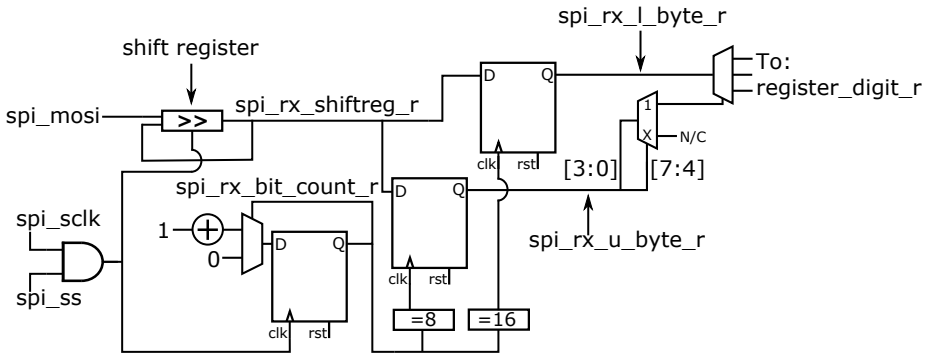 spi_rx_l_byte_r
shift register
To:
register_digit_r
D
Q
spi_mosi
>>
spi_rx_shiftreg_r
1
X
N/C
clk
rst
[3:0]
[7:4]
spi_rx_bit_count_r
D
Q
spi_sclk
1
+
0
D
Q
spi_rx_u_byte_r
clk
rst
spi_ss
=8
=16
clk
rst